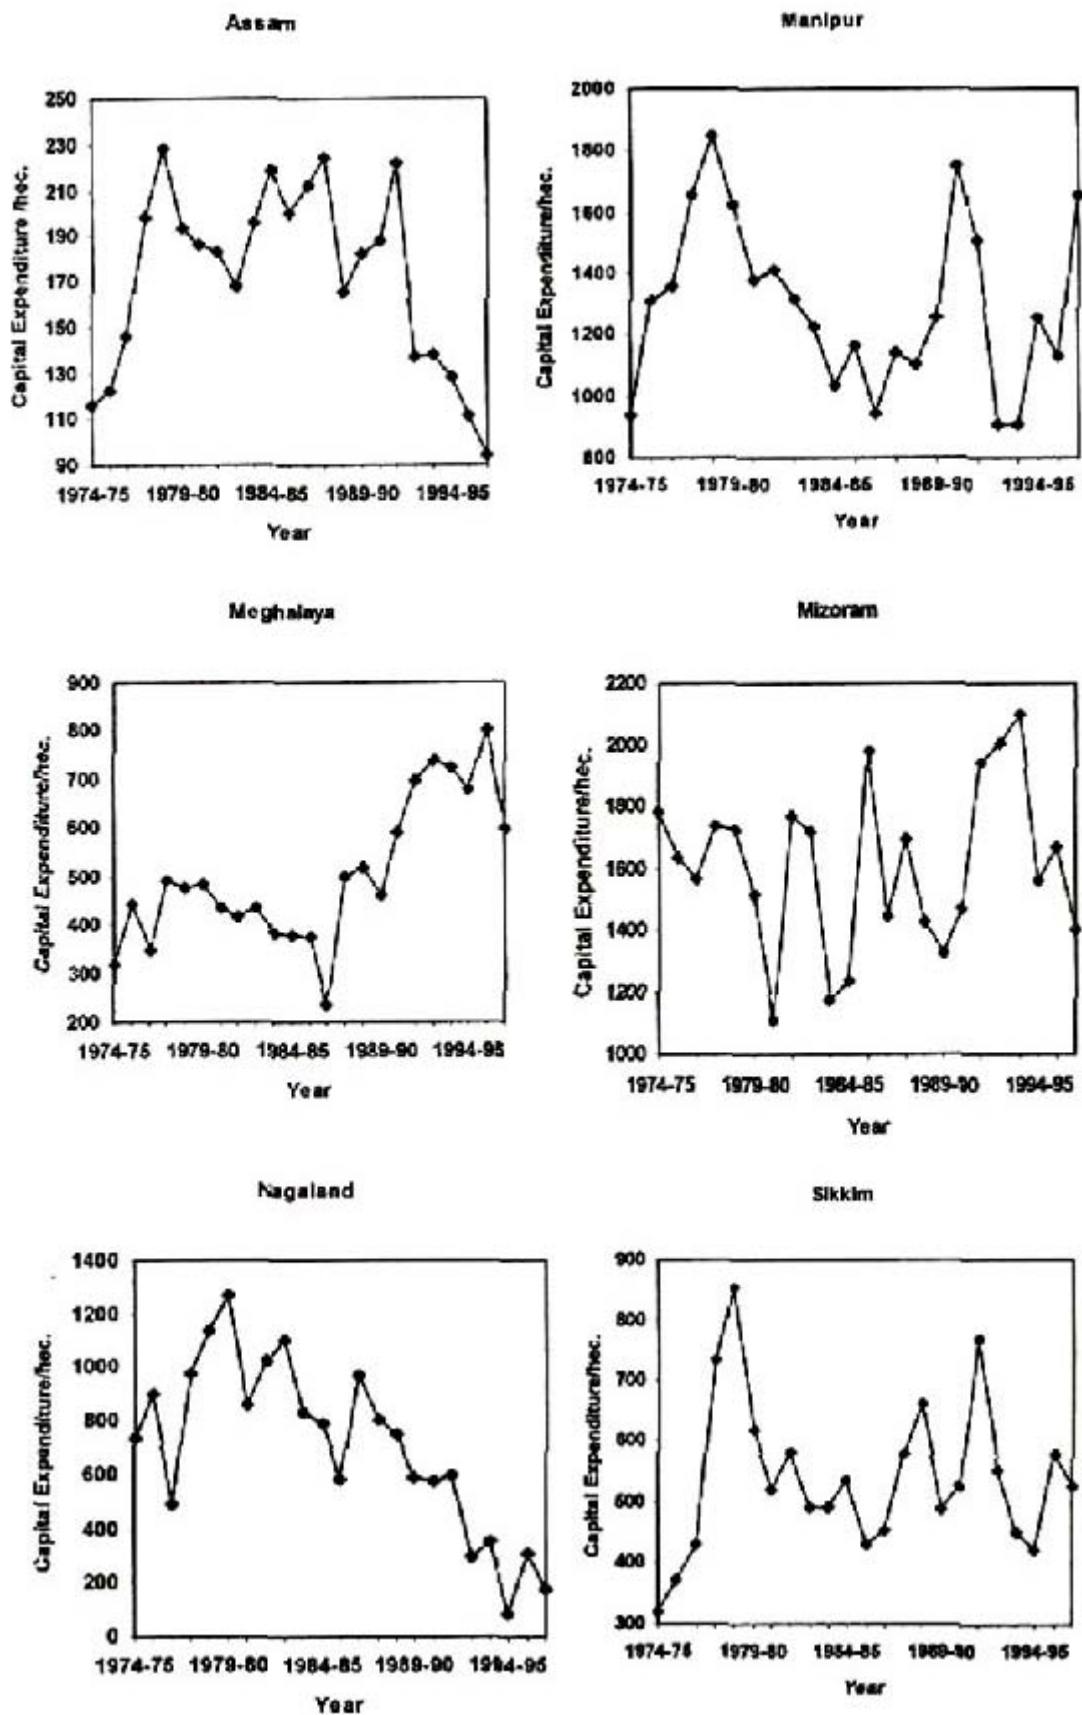 Assam
Capital Expenditure /hec.
250
230
210
190
170
150
130
110
90
1974-75 1979-80 1984-85 1989-90 1994-95
Year
Manipur
Capital Expenditure/hec.
2000
1800
1600
1400
1200
1000
800
1974-75 1979-80 1984-85 1989-90 1994-95
Year
Meghalaya
Capital Expenditure/hec.
900
800
700
600
500
400
300
200
1974-75 1979-80 1984-85 1989-90 1994-95
Year
Mizoram
Capital Expenditure/hec.
2200
2000
1800
1600
1400
1200
1000
1974-75 1979-80 1984-85 1989-90 1994-95
Year
Nagaland
Capital Expenditure/hec.
1400
1200
1000
800
600
400
200
0
1974-75 1979-80 1984-85 1989-90 1994-95
Year
Sikkim
Capital Expenditure/hec.
900
800
700
600
500
400
300
1974-75 1979-80 1984-85 1989-90 1994-95
Year